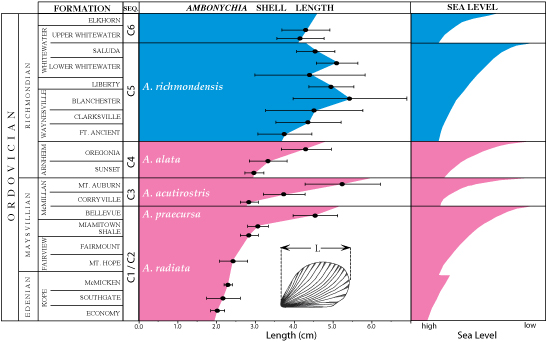 FORMATION SEQ. AMBONYCHIA SHELL LENGTH SEA LEVEL
ORDOVICIAN
RICHMONDIAN
MAYSVILLIAN
EDENIAN
WHITEWATER
ELKHORN
UPPER WHITEWATER
C6
WHITEWATER
SALUDA
LOWER WHITEWATER
LIBERTY
WAYNESVILLE
BLANCHESTER
CLARKSVILLE
FT. ANCIENT
C5
A. richmondensis
ARNHEIM
OREGONIA
SUNSET
C4
A. alata
McMILLAN
MT. AUBURN
CORRYVILLE
C3
A. acutirostris
BELLEVUE
A. praecursa
MIAMITOWN
SHALE
FAIRVIEW
FAIRMOUNT
MT. HOPE
C1/C2
A. radiata
L
KOPE
McMICKEN
SOUTHGATE
ECONOMY
0.0 1.0 2.0 3.0 4.0 5.0 6.0
high low
Length (cm) Sea Level